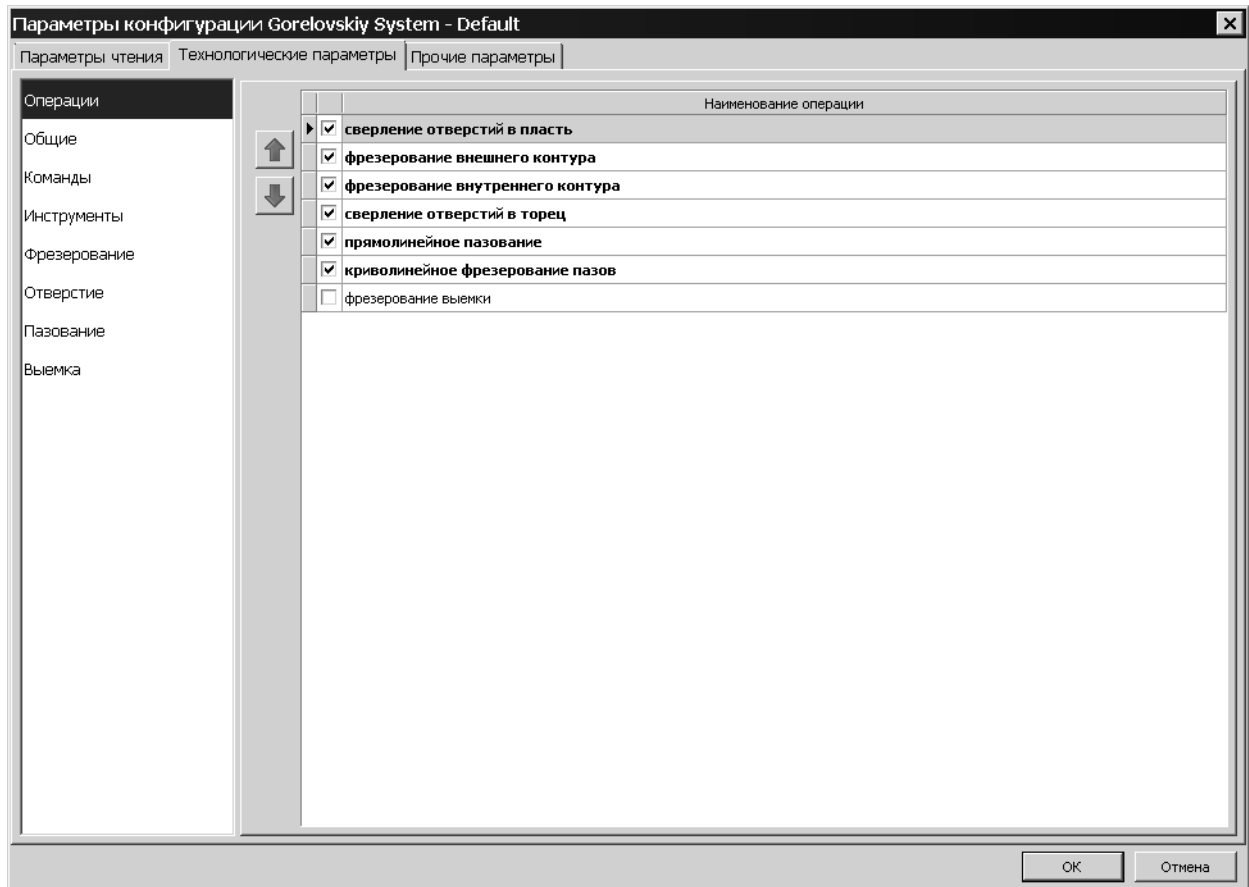 Параметры конфигурации Gorelovskiy System - Default
Параметры чтения Технологические параметры Прочие параметры
Операции
Общие
Команды
Инструменты
Фрезерование
Отверстие
Пазование
Выемка
Наименование операции
сверление отверстий в пласть
фрезерование внешнего контура
фрезерование внутреннего контура
сверление отверстий в торец
прямолинейное пазование
криволинейное фрезерование пазов
фрезерование выемки
ОК Отмена